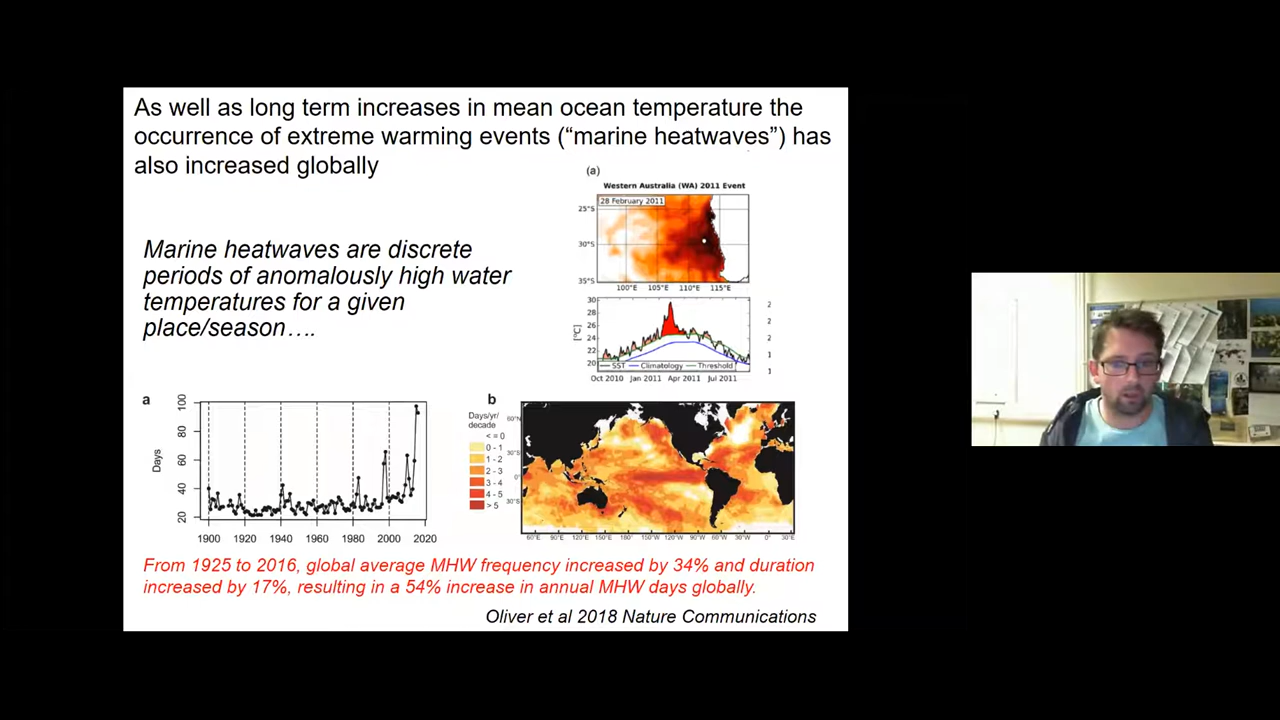 As well as long term increases in mean ocean temperature the
occurrence of extreme warming events (“marine heatwaves”) has
also increased globally
(a)
Western Australia (WA) 2011 Event
28 February 2011
25°S
30°S
35°S
100°E 105°E 110°E 115°E
Marine heatwaves are discrete
periods of anomalously high water
temperatures for a given
place/season….
[°C]
30 2
28 2
26
24 2
22 1
20 1
SST Climatology Threshold
Oct 2010 Jan 2011 Apr 2011 Jul 2011
a
Days
100
80
60
40
20
1900 1920 1940 1960 1980 2000 2020
b
Days/yr/
decade
<= 0
0 - 1
1 - 2
2 - 3
3 - 4
4 - 5
> 5
60°N
30°S
0°
30°S
60°E 90°E 120°E 150°E 180° 150°W 120°W 90°W 60°W 30°W 0° 30°E
From 1925 to 2016, global average MHW frequency increased by 34% and duration
increased by 17%, resulting in a 54% increase in annual MHW days globally.
Oliver et al 2018 Nature Communications